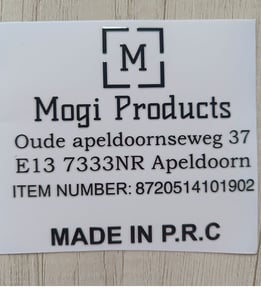 M
Mogi Products
Oude apeldoornseweg 37
E13 7333NR Apeldoorn
ITEM NUMBER: 8720514101902
MADE IN P.R.C